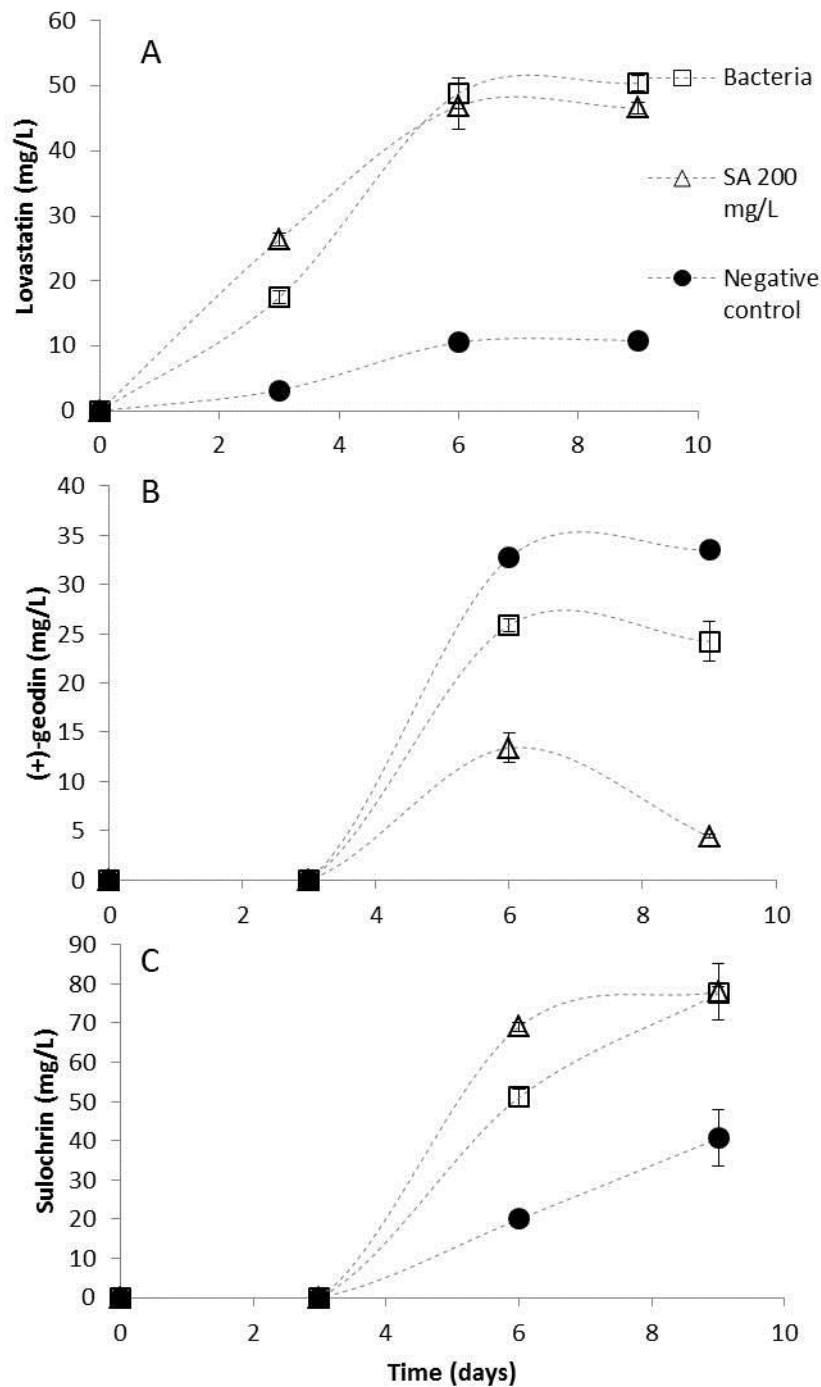 A
Lovastatin (mg/L)
60
50
40
30
20
10
0
0 2 4 6 8 10
Bacteria
SA 200
mg/L
Negative
control
B
(+)-geodin (mg/L)
40
35
30
25
20
15
10
5
0
0 2 4 6 8 10
C
Sulochrin (mg/L)
90
80
70
60
50
40
30
20
10
0
0 2 4 6 8 10
Time (days)